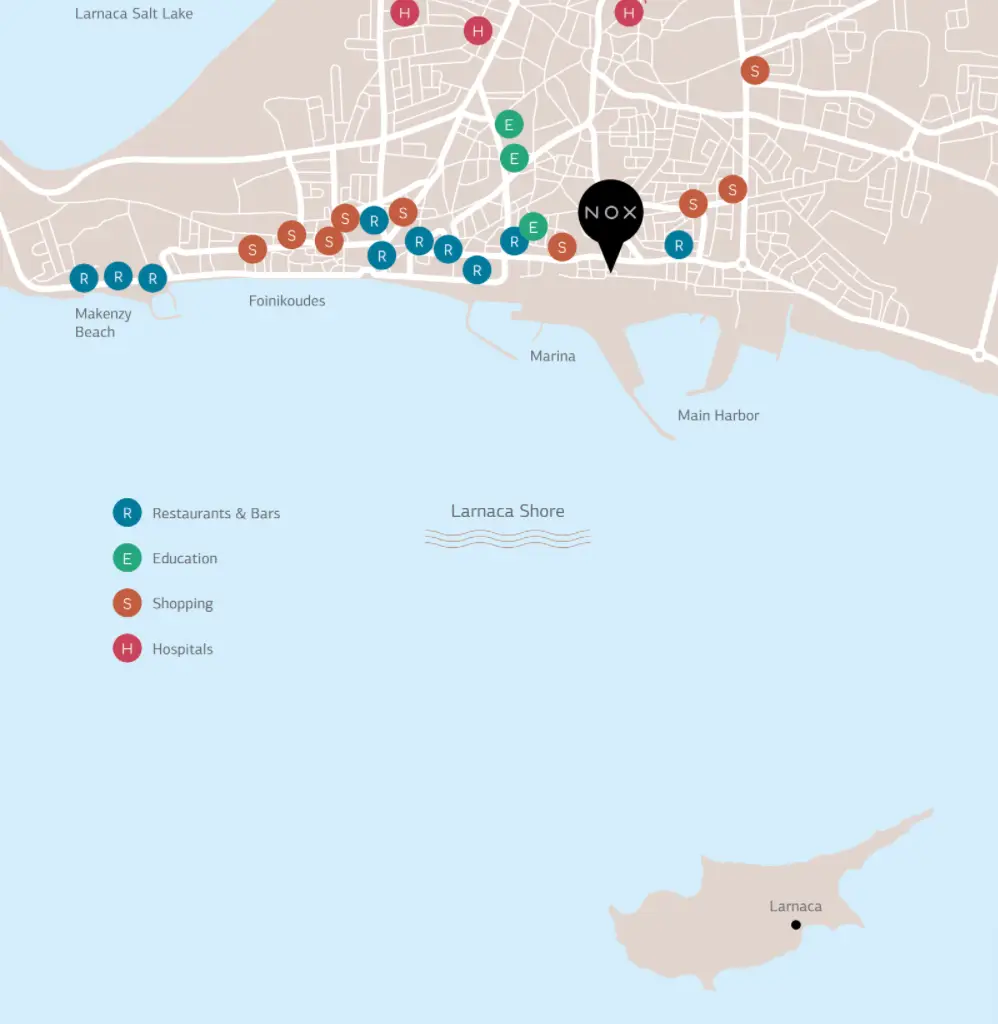 Larnaca Salt Lake
H
H
H
S
E
E
S
S
NOX
S
R
S
E
S
S
R
R
R
S
R
S
R
R
R
R
R
R
Foinikoudes
Makenzy
Beach
Marina
Main Harbor
Larnaca Shore
R Restaurants & Bars
E Education
S Shopping
H Hospitals
Larnaca